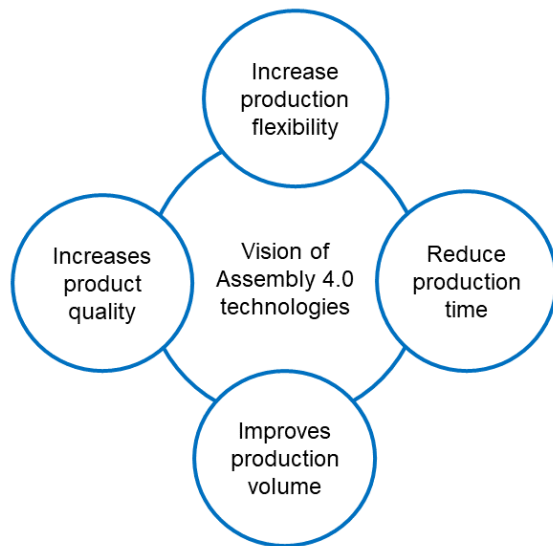 Increase
production
flexibility
Increases
product
quality
Vision of
Assembly 4.0
technologies
Reduce
production
time
Improves
production
volume